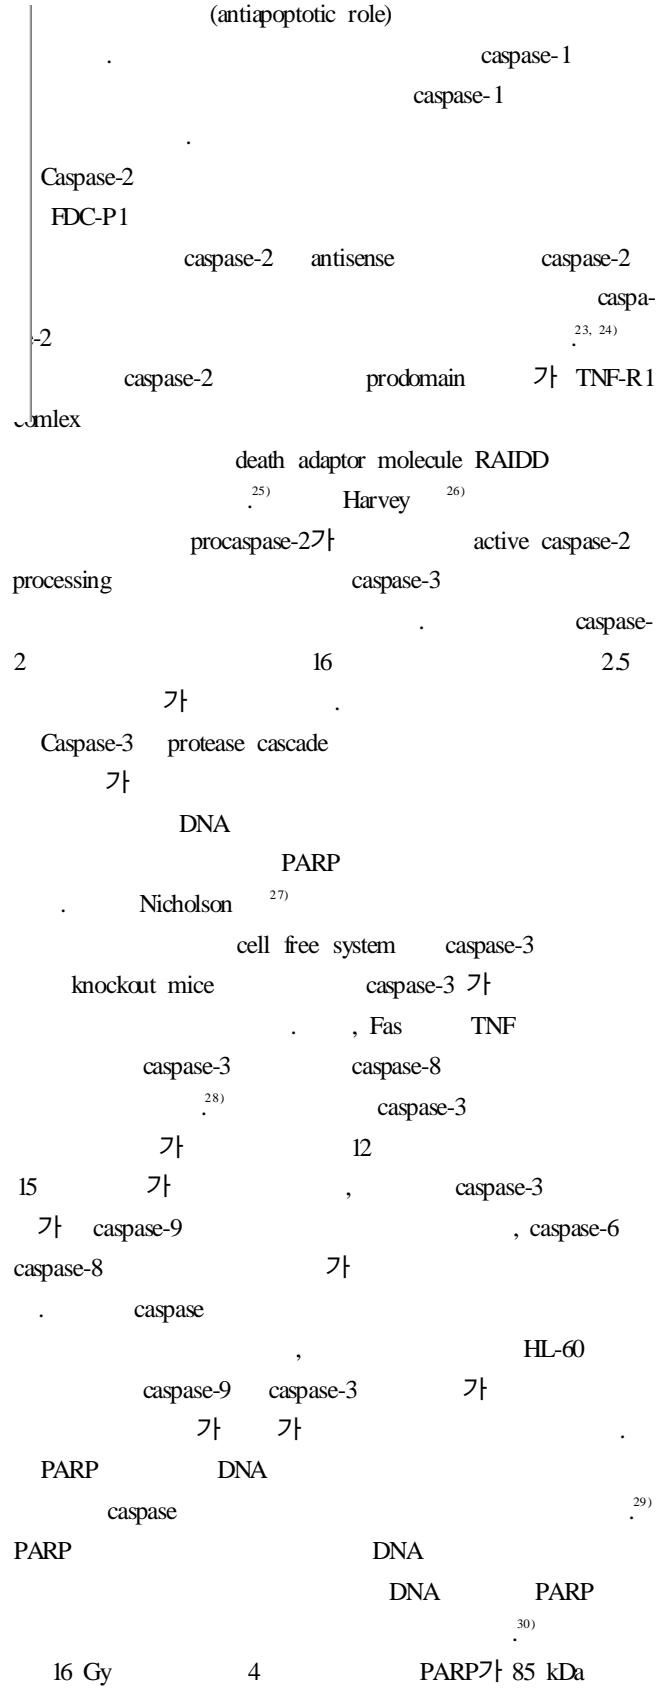 (antiapoptotic role)
. caspase-1
caspase-1
.
Caspase-2
FDC-P1
caspase-2 antisense caspase-2
caspa-
-2 .23, 24)
caspase-2 prodomain 가 TNF-R1
comlex
death adaptor molecule RAIDD
.25) Harvey 26)
procaspase-2가 active caspase-2
processing caspase-3
. caspase-
2 16 2.5
가 .
Caspase-3 protease cascade
가
DNA
PARP
. Nicholson 27)
cell free system caspase-3
knockout mice caspase-3 가
. , Fas TNF
caspase-3 caspase-8
.28) caspase-3
가 12
15 가 , caspase-3
가 caspase-9 , caspase-6
caspase-8 가
. caspase
, HL-60
caspase-9 caspase-3 가
가 가 .
PARP DNA
caspase .29)
PARP DNA
DNA PARP
.30)
16 Gy 4 PARP가 85 kDa